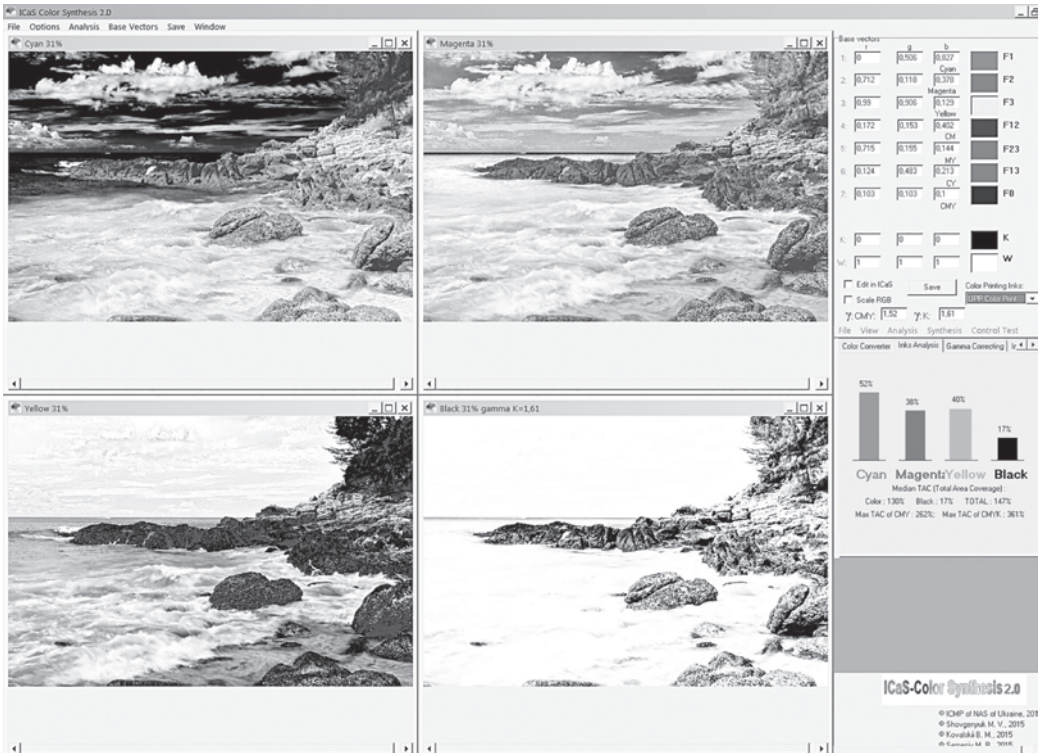 ICaS Color Synthesis 2.0
File Options Analysis Base Vectors Save Window
Cyan 31%
Magenta 31%
Yellow 31%
Black 31% gamma K=1,61
Base vectors
r g b
1: 0 0,506 0,827 F1
Cyan
2: 0,712 0,118 0,378 F2
Magenta
3: 0,99 0,906 0,129 F3
Yellow
4: 0,172 0,153 0,402 F12
CM
5: 0,715 0,155 0,144 F23
MY
6: 0,124 0,483 0,213 F13
CY
7: 0,103 0,103 0,1 F0
CMY
K: 0 0 0 K
W: 1 1 1 W
Edit in ICaS Save Color Printing Inks:
Scale RGB UPP Color Print
γ: CMY: 1,52 γ: K: 1,61
File View Analysis Synthesis Control Test
Color Converter Inks Analysis Gamma Correcting
52% 38% 40% 17%
Cyan Magenta Yellow Black
Median TAC (Total Area Coverage) :
Color : 130% Black : 17% TOTAL : 147%
Max TAC of CMY : 262%; Max TAC of CMYK : 361%
ICaS-Color Synthesis 2.0
© ICMP of NAS of Ukraine, 201
© Shovgenyuk M. V., 2015
© Kovalskii B. M., 2015